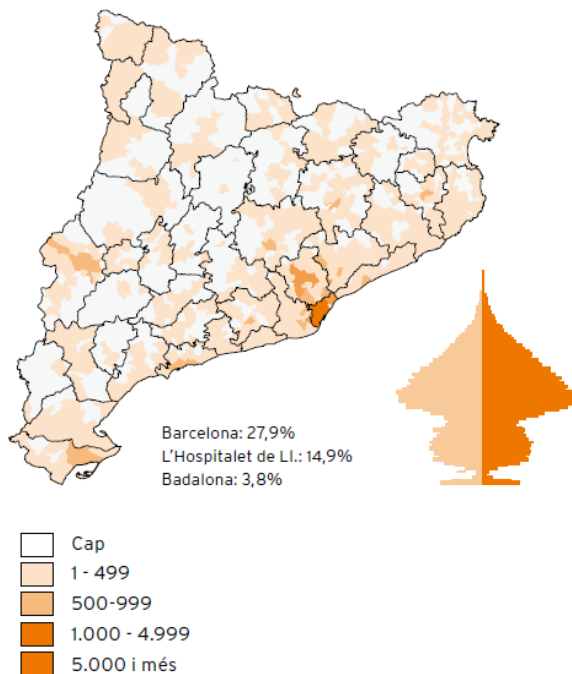 Barcelona: 27,9%
L'Hospitalet de Ll.: 14,9%
Badalona: 3,8%
Cap
1 - 499
500-999
1.000 - 4.999
5.000 i més